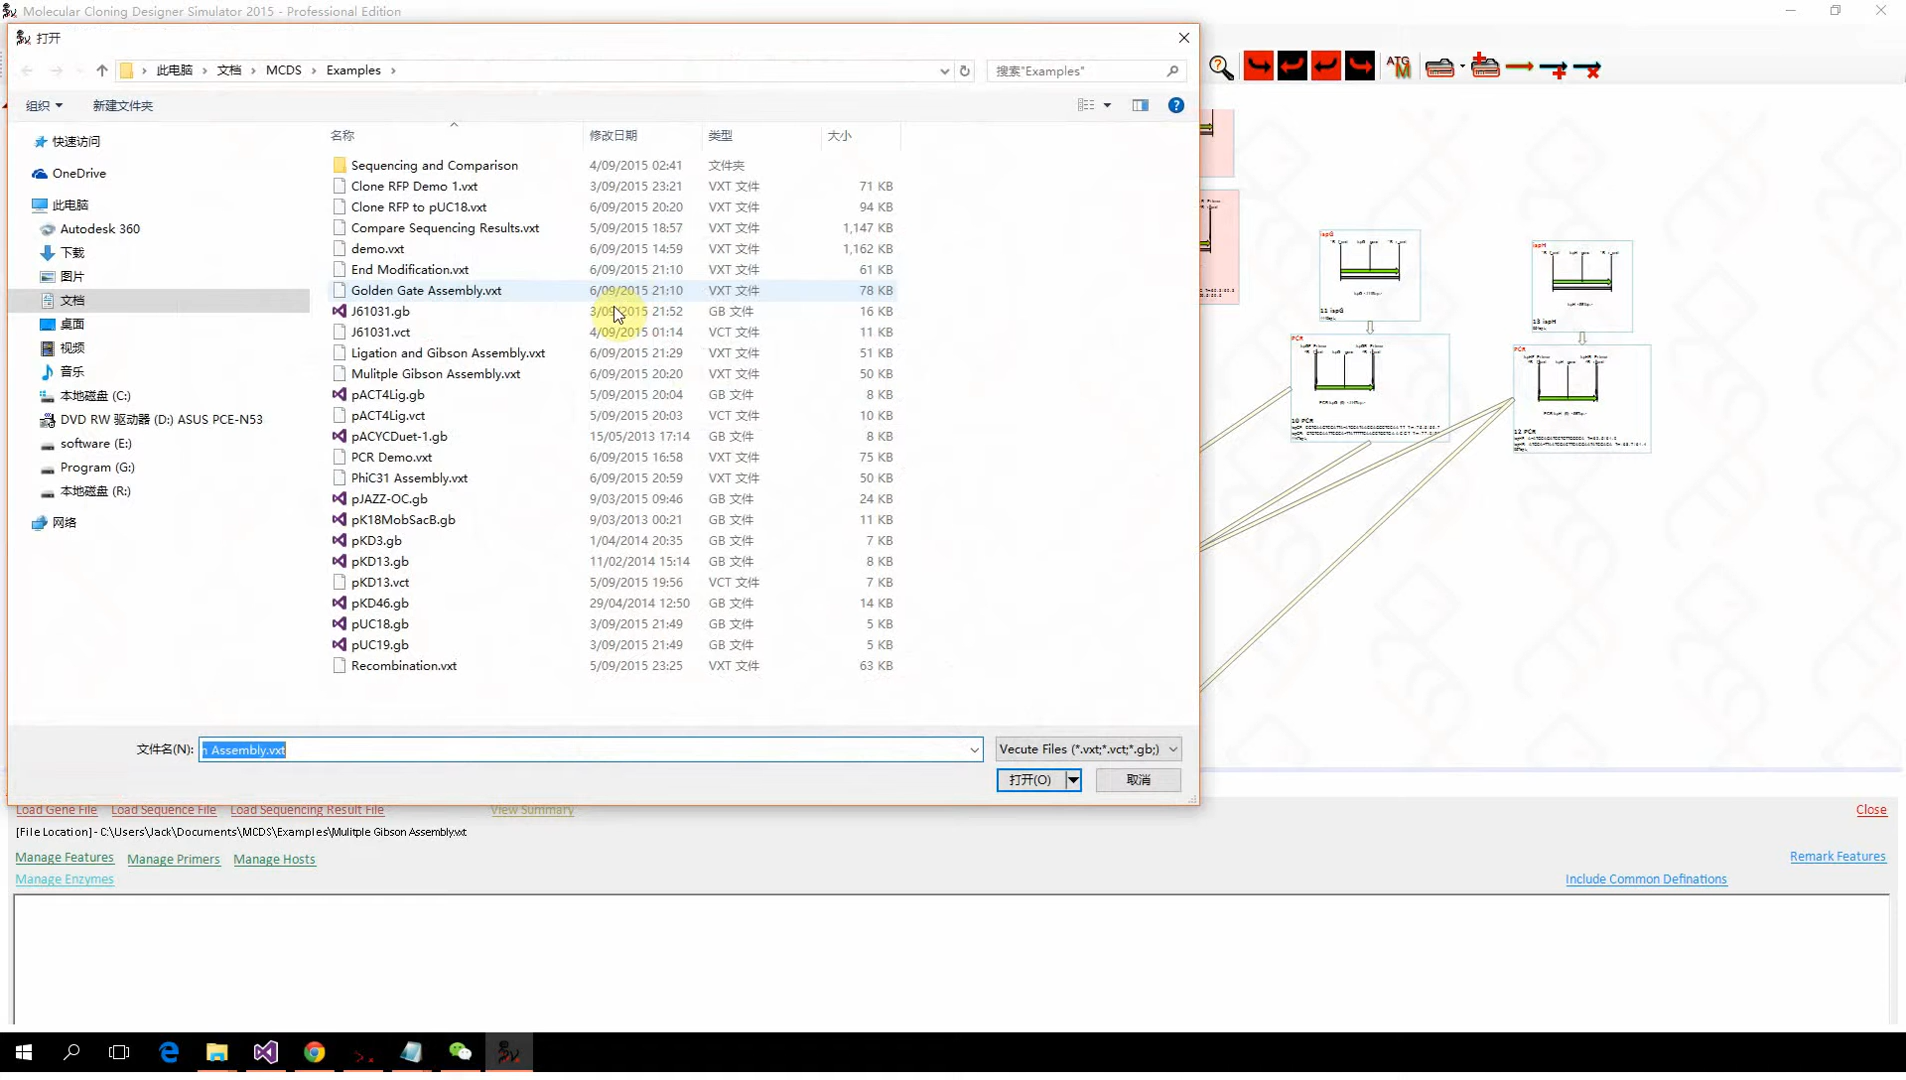 Molecular Cloning Designer Simulator 2015 - Professional Edition
打开
此电脑 › 文档 › MCDS › Examples ›
搜索"Examples"
组织
新建文件夹
名称 修改日期 类型 大小
快速访问
OneDrive
此电脑
Autodesk 360
下载
图片
文档
桌面
视频
音乐
本地磁盘 (C:)
DVD RW 驱动器 (D:) ASUS PCE-N53
software (E:)
Program (G:)
本地磁盘 (R:)
网络
Sequencing and Comparison 4/09/2015 02:41 文件夹
Clone RFP Demo 1.vxt 3/09/2015 23:21 VXT 文件 71 KB
Clone RFP to pUC18.vxt 6/09/2015 20:20 VXT 文件 94 KB
Compare Sequencing Results.vxt 5/09/2015 18:57 VXT 文件 1,147 KB
demo.vxt 6/09/2015 14:59 VXT 文件 1,162 KB
End Modification.vxt 6/09/2015 21:10 VXT 文件 61 KB
Golden Gate Assembly.vxt 6/09/2015 21:10 VXT 文件 78 KB
J61031.gb 3/09/2015 21:52 GB 文件 16 KB
J61031.vct 4/09/2015 01:14 VCT 文件 11 KB
Ligation and Gibson Assembly.vxt 6/09/2015 21:29 VXT 文件 51 KB
Mulitple Gibson Assembly.vxt 6/09/2015 20:20 VXT 文件 50 KB
pACT4Lig.gb 5/09/2015 20:04 GB 文件 8 KB
pACT4Lig.vct 5/09/2015 20:03 VCT 文件 10 KB
pACYCDuet-1.gb 15/05/2013 17:14 GB 文件 8 KB
PCR Demo.vxt 6/09/2015 16:58 VXT 文件 75 KB
PhiC31 Assembly.vxt 6/09/2015 20:59 VXT 文件 50 KB
pJAZZ-OC.gb 9/03/2015 09:46 GB 文件 24 KB
pK18MobSacB.gb 9/03/2013 00:21 GB 文件 11 KB
pKD3.gb 1/04/2014 20:35 GB 文件 7 KB
pKD13.gb 11/02/2014 15:14 GB 文件 8 KB
pKD13.vct 5/09/2015 19:56 VCT 文件 7 KB
pKD46.gb 29/04/2014 12:50 GB 文件 14 KB
pUC18.gb 3/09/2015 21:49 GB 文件 5 KB
pUC19.gb 3/09/2015 21:49 GB 文件 5 KB
Recombination.vxt 5/09/2015 23:25 VXT 文件 63 KB
文件名(N): n Assembly.vxt
Vecute Files (*.vxt;*.vct;*.gb;)
打开(O) 取消
ATG
M
ispG
11 ispG
PCR
10 PCR
ispH
13 ispH
PCR
12 PCR
Load Gene File Load Sequence File Load Sequencing Result File View Summary Close
[File Location] - C:\Users\Jack\Documents\MCDS\Examples\Mulitple Gibson Assembly.vxt
Manage Features Manage Primers Manage Hosts Remark Features
Manage Enzymes Include Common Definations